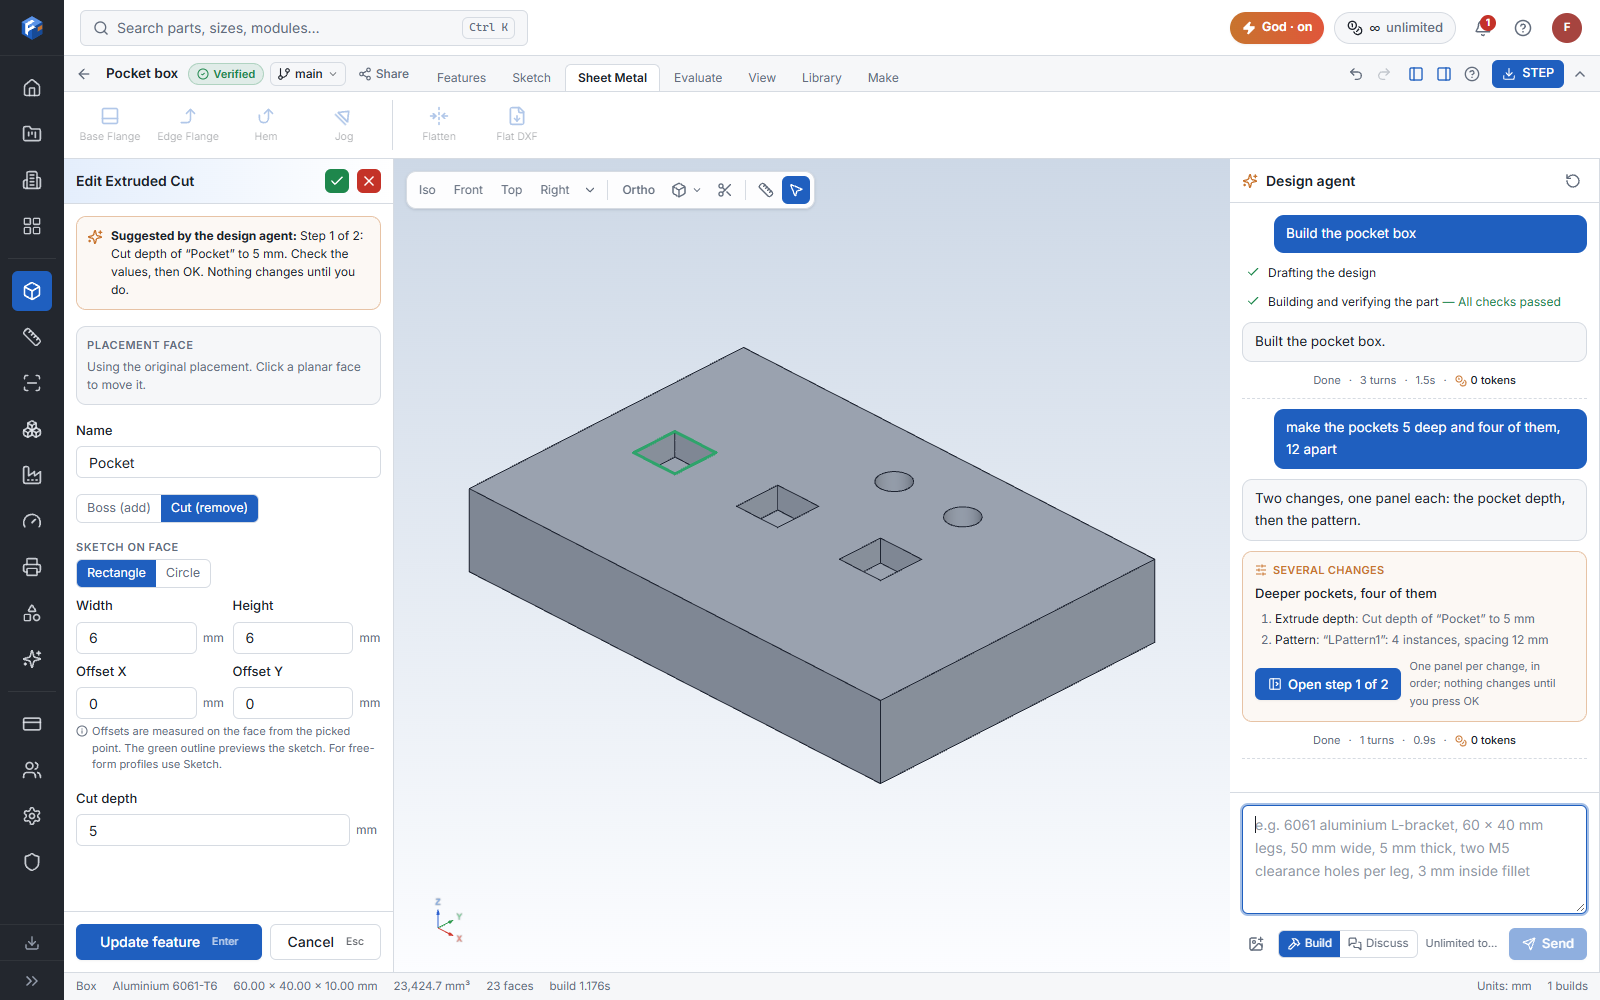 Search parts, sizes, modules...
Ctrl K
God · on
∞ unlimited
1
F
Pocket box
Verified
main
Share
Features
Sketch
Sheet Metal
Evaluate
View
Library
Make
STEP
Base Flange
Edge Flange
Hem
Jog
Flatten
Flat DXF
Edit Extruded Cut
Suggested by the design agent: Step 1 of 2:
Cut depth of “Pocket” to 5 mm. Check the
values, then OK. Nothing changes until you
do.
PLACEMENT FACE
Using the original placement. Click a planar face
to move it.
Name
Pocket
Boss (add)
Cut (remove)
SKETCH ON FACE
Rectangle
Circle
Width
Height
6 mm
6 mm
Offset X
Offset Y
0 mm
0 mm
Offsets are measured on the face from the picked
point. The green outline previews the sketch. For free-
form profiles use Sketch.
Cut depth
5 mm
Update feature Enter
Cancel Esc
Iso
Front
Top
Right
Ortho
Z
Y
X
Design agent
Build the pocket box
Drafting the design
Building and verifying the part — All checks passed
Built the pocket box.
Done · 3 turns · 1.5s · 0 tokens
make the pockets 5 deep and four of them,
12 apart
Two changes, one panel each: the pocket depth,
then the pattern.
SEVERAL CHANGES
Deeper pockets, four of them
1. Extrude depth: Cut depth of “Pocket” to 5 mm
2. Pattern: “LPattern1”: 4 instances, spacing 12 mm
Open step 1 of 2
One panel per change, in
order; nothing changes until
you press OK
Done · 1 turns · 0.9s · 0 tokens
e.g. 6061 aluminium L-bracket, 60 × 40 mm
legs, 50 mm wide, 5 mm thick, two M5
clearance holes per leg, 3 mm inside fillet
Build
Discuss
Unlimited to...
Send
Box
Aluminium 6061-T6
60.00 × 40.00 × 10.00 mm
23,424.7 mm³
23 faces
build 1.176s
Units: mm
1 builds